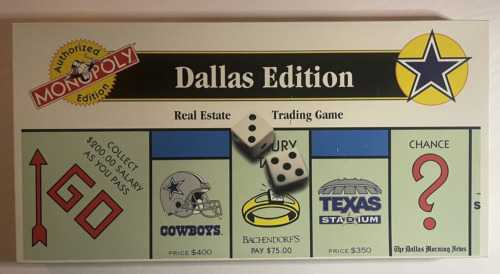 Authorized
MONOPOLY
Edition
Dallas Edition
Real Estate Trading Game
COLLECT
$200.00 SALARY
AS YOU PASS
GO
COWBOYS
PRICE $400
BACHENDORF'S
PAY $75.00
TEXAS
STADIUM
PRICE $350
CHANCE
?
The Dallas Morning News
S